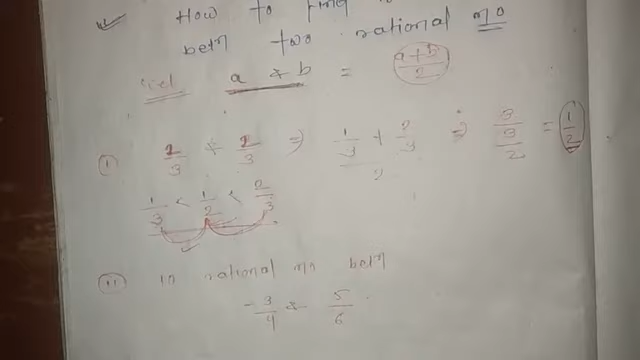 How to find
betn two rational no
a & b = a+b/2
(i) 1/3 & 2/3 ⇒ 1/3 + 2/3 / 2 ⇒ 3/3/2 = 1/2
1/3 < 1/2 < 2/3
(ii) 10 rational no betn
-3/4 & 5/6